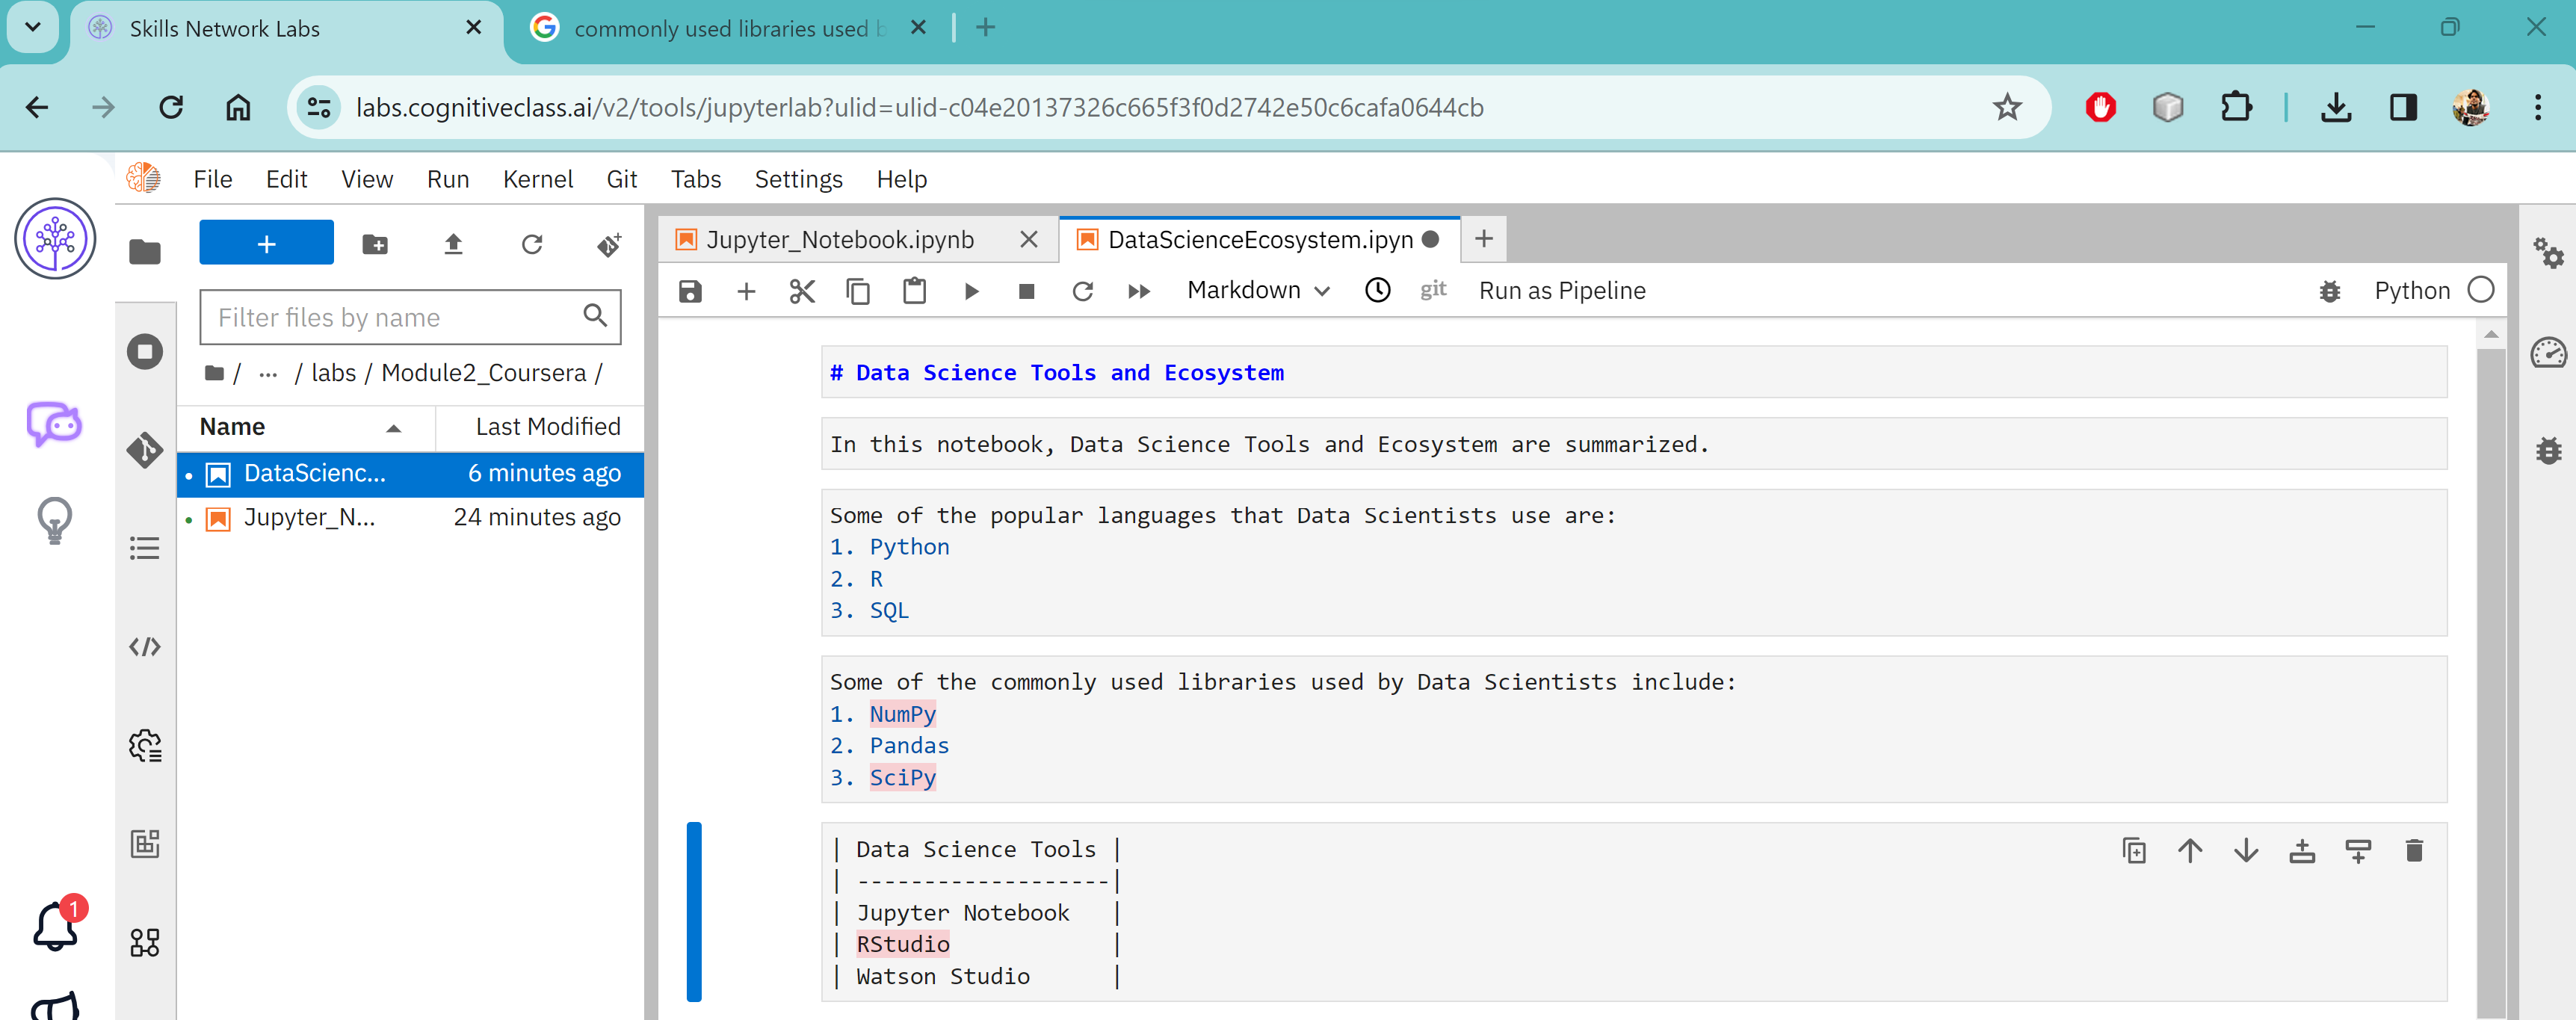 Skills Network Labs
commonly used libraries used b
labs.cognitiveclass.ai/v2/tools/jupyterlab?ulid=ulid-c04e20137326c665f3f0d2742e50c6cafa0644cb
File Edit View Run Kernel Git Tabs Settings Help
+
Filter files by name
/ ... / labs / Module2_Coursera /
Name Last Modified
DataScienc... 6 minutes ago
Jupyter_N... 24 minutes ago
1
Jupyter_Notebook.ipynb
DataScienceEcosystem.ipyn
Markdown git Run as Pipeline Python
# Data Science Tools and Ecosystem
In this notebook, Data Science Tools and Ecosystem are summarized.
Some of the popular languages that Data Scientists use are:
1. Python
2. R
3. SQL
Some of the commonly used libraries used by Data Scientists include:
1. NumPy
2. Pandas
3. SciPy
| Data Science Tools |
| -------------------|
| Jupyter Notebook   |
| RStudio            |
| Watson Studio      |